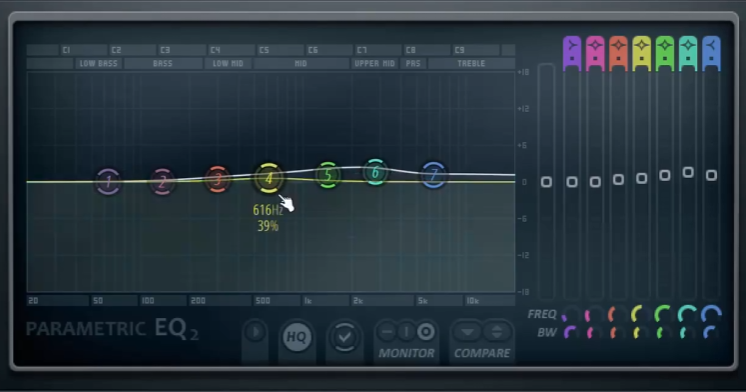 C1 C2 C3 C4 C5 C6 C7 C8 C9
LOW BASS BASS LOW MID MID UPPER MID PRS TREBLE
+18
+12
+6
0
-6
-12
-18
1 2 3 4 5 6 7
616Hz
39%
20 50 100 200 500 1k 2k 5k 10k
FREQ
BW
PARAMETRIC EQ 2
HQ
MONITOR COMPARE